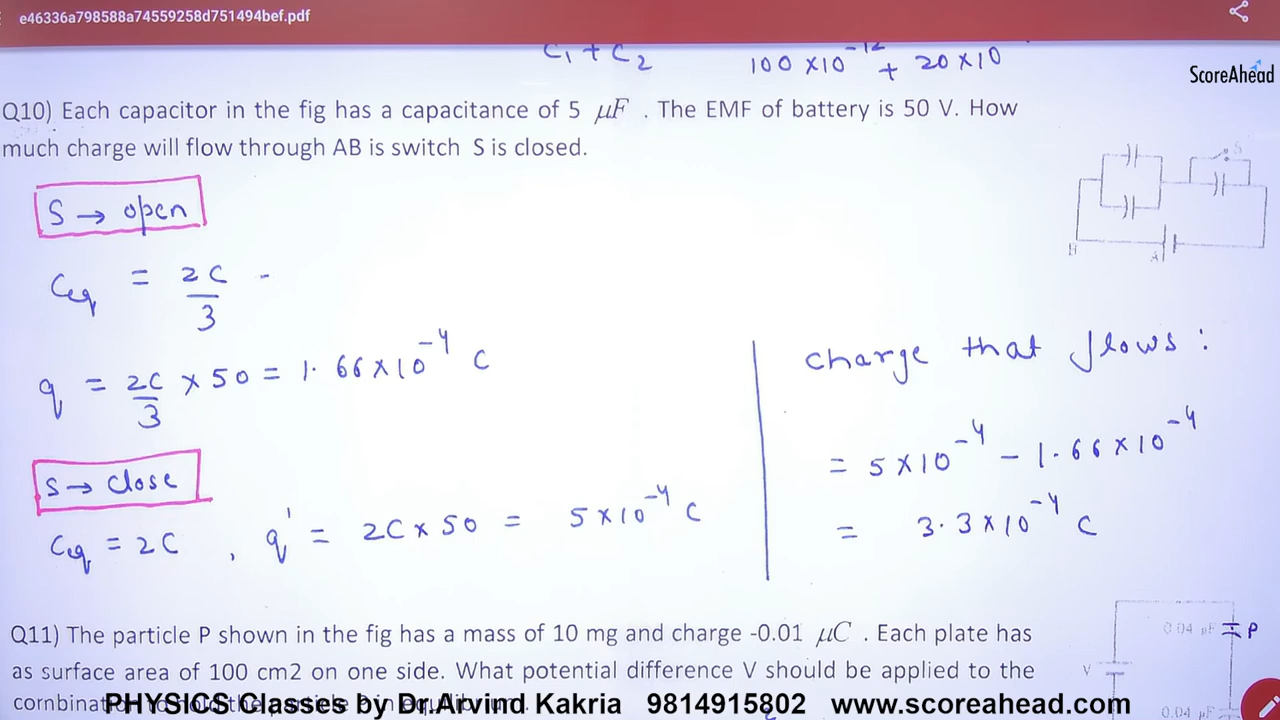 e46336a798588a74559258d751494bef.pdf
C₁ + C₂ 100 × 10⁻¹² + 20 × 10
ScoreAhead
Q10) Each capacitor in the fig has a capacitance of 5 μF . The EMF of battery is 50 V. How
much charge will flow through AB is switch S is closed.
S → open
S
B
A
Ceq = 2C/3 -
q = 2C/3 × 50 = 1.66 × 10⁻⁴ C
S → close
Ceq = 2C , q' = 2C × 50 = 5 × 10⁻⁴ C
charge that flows :
= 5 × 10⁻⁴ - 1.66 × 10⁻⁴
= 3.3 × 10⁻⁴ C
Q11) The particle P shown in the fig has a mass of 10 mg and charge -0.01 μC . Each plate has
as surface area of 100 cm2 on one side. What potential difference V should be applied to the
0.04 μF P
V
0.04 μF
PHYSICS Classes by Dr.Arvind Kakria 9814915802 www.scoreahead.com